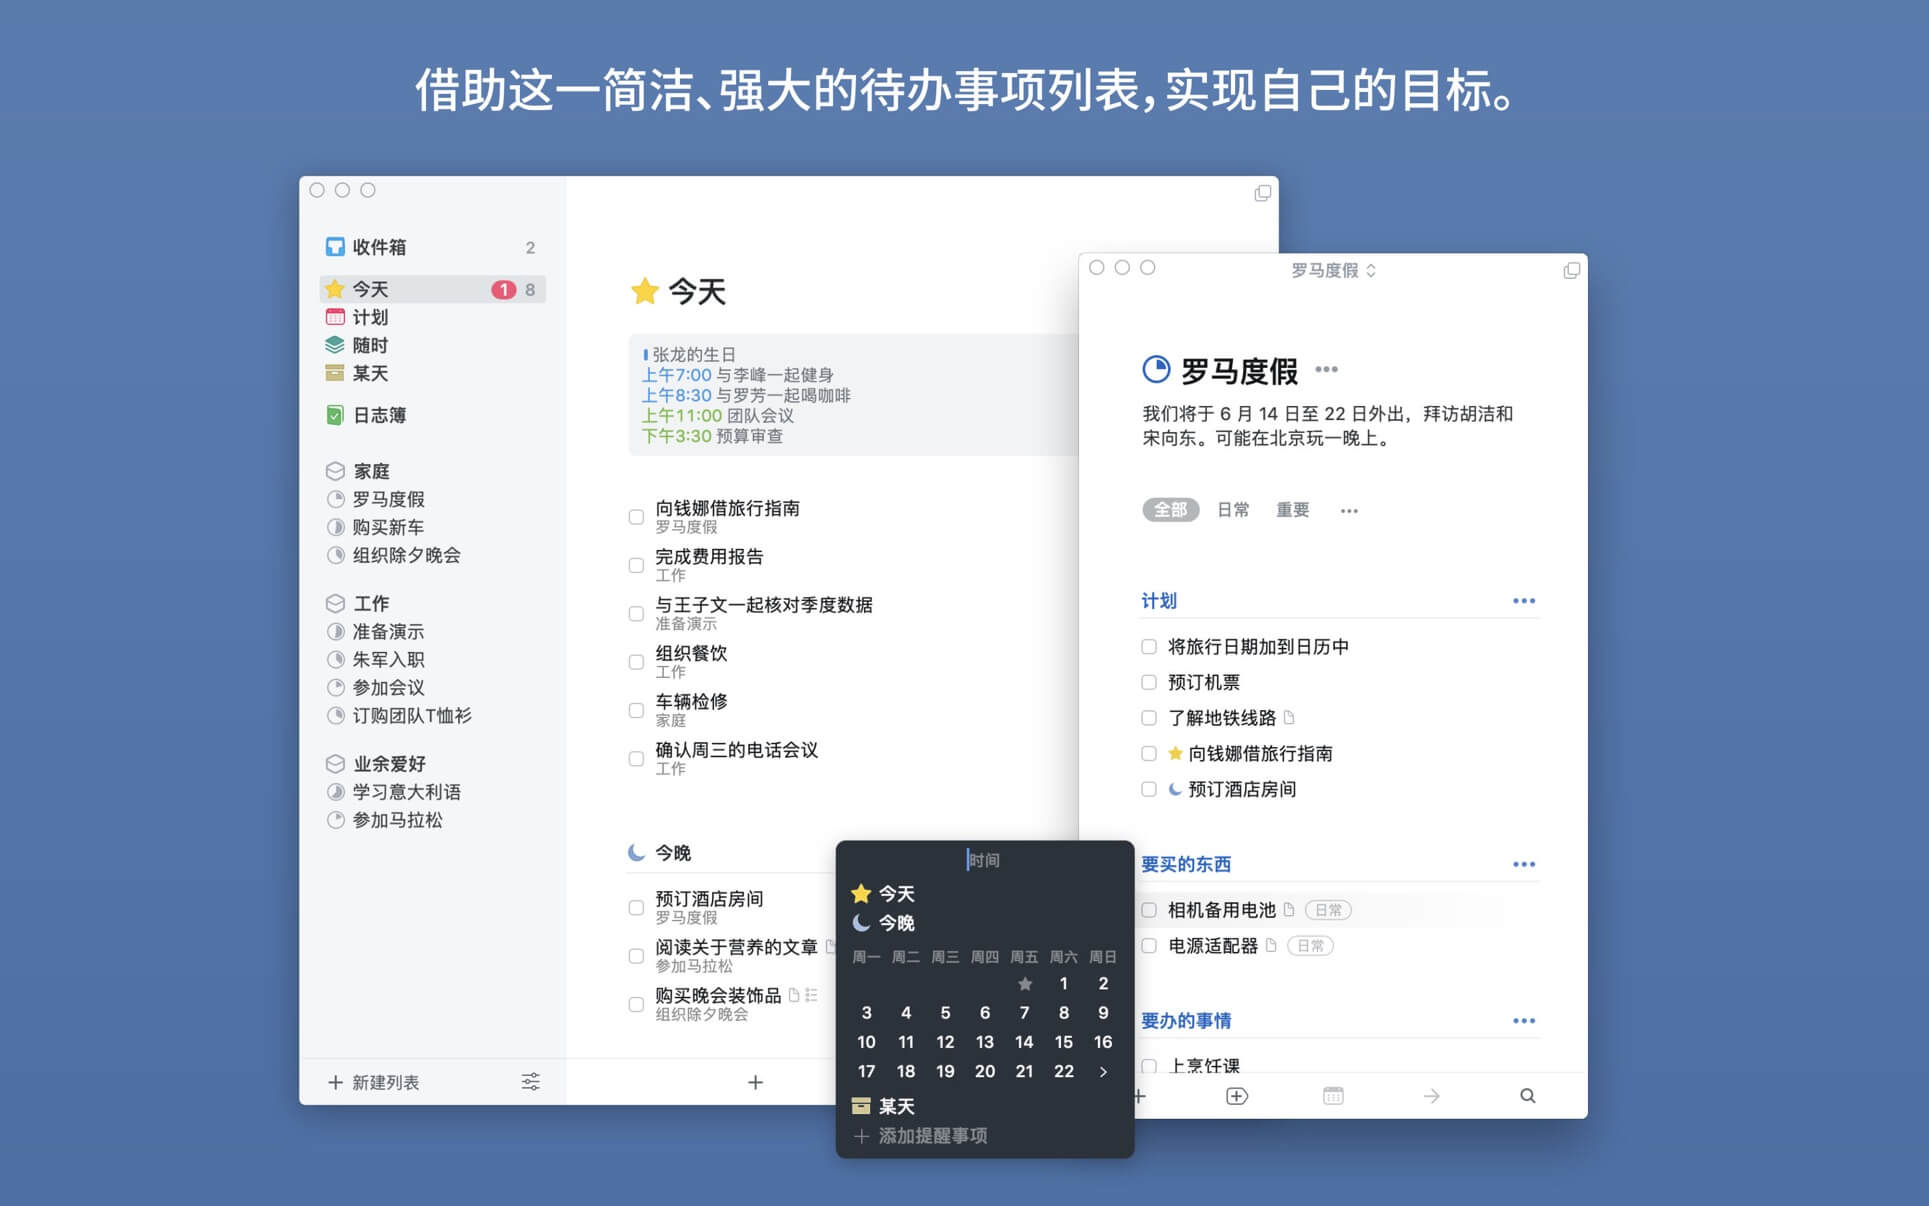 借助这一简洁、强大的待办事项列表，实现自己的目标。
收件箱 2
今天 1 8
计划
随时
某天
日志簿
家庭
罗马度假
购买新车
组织除夕晚会
工作
准备演示
朱军入职
参加会议
订购团队T恤衫
业余爱好
学习意大利语
参加马拉松
新建列表
今天
张龙的生日
上午7:00 与李峰一起健身
上午8:30 与罗芳一起喝咖啡
上午11:00 团队会议
下午3:30 预算审查
向钱娜借旅行指南
罗马度假
完成费用报告
工作
与王子文一起核对季度数据
准备演示
组织餐饮
工作
车辆检修
家庭
确认周三的电话会议
工作
今晚
预订酒店房间
罗马度假
阅读关于营养的文章
参加马拉松
购买晚会装饰品
组织除夕晚会
时间
今天
今晚
周一 周二 周三 周四 周五 周六 周日
1 2
3 4 5 6 7 8 9
10 11 12 13 14 15 16
17 18 19 20 21 22
某天
添加提醒事项
罗马度假
罗马度假
我们将于 6 月 14 日至 22 日外出，拜访胡洁和
宋向东。可能在北京玩一晚上。
全部 日常 重要
计划
将旅行日期加到日历中
预订机票
了解地铁线路
向钱娜借旅行指南
预订酒店房间
要买的东西
相机备用电池 日常
电源适配器 日常
要办的事情
上烹饪课